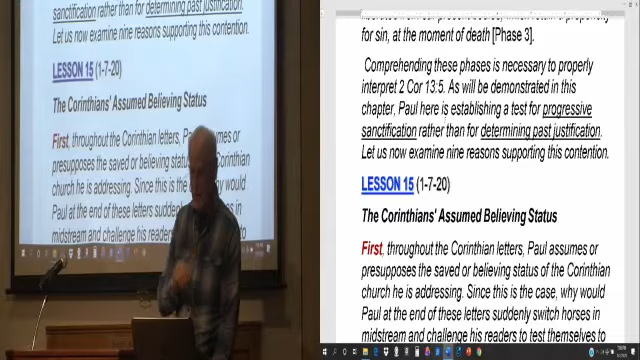 sanctification rather than for determining past justification.
Let us now examine nine reasons supporting this contention.
LESSON 15 (1-7-20)
The Corinthians' Assumed Believing Status
First, throughout the Corinthian letters, Paul assumes or
presupposes the saved or believing status Corinthian
church he is addressing. Since this is the why would
Paul at the end of these letters horses in
midstream and challenge his readers to
for sin, at the moment of death [Phase 3].
Comprehending these phases is necessary to properly
interpret 2 Cor 13:5. As will be demonstrated in this
chapter, Paul here is establishing a test for progressive
sanctification rather than for determining past justification.
Let us now examine nine reasons supporting this contention.
LESSON 15 (1-7-20)
The Corinthians' Assumed Believing Status
First, throughout the Corinthian letters, Paul assumes or
presupposes the saved or believing status of the Corinthian
church he is addressing. Since this is the case, why would
Paul at the end of these letters suddenly switch horses in
midstream and challenge his readers to test themselves to